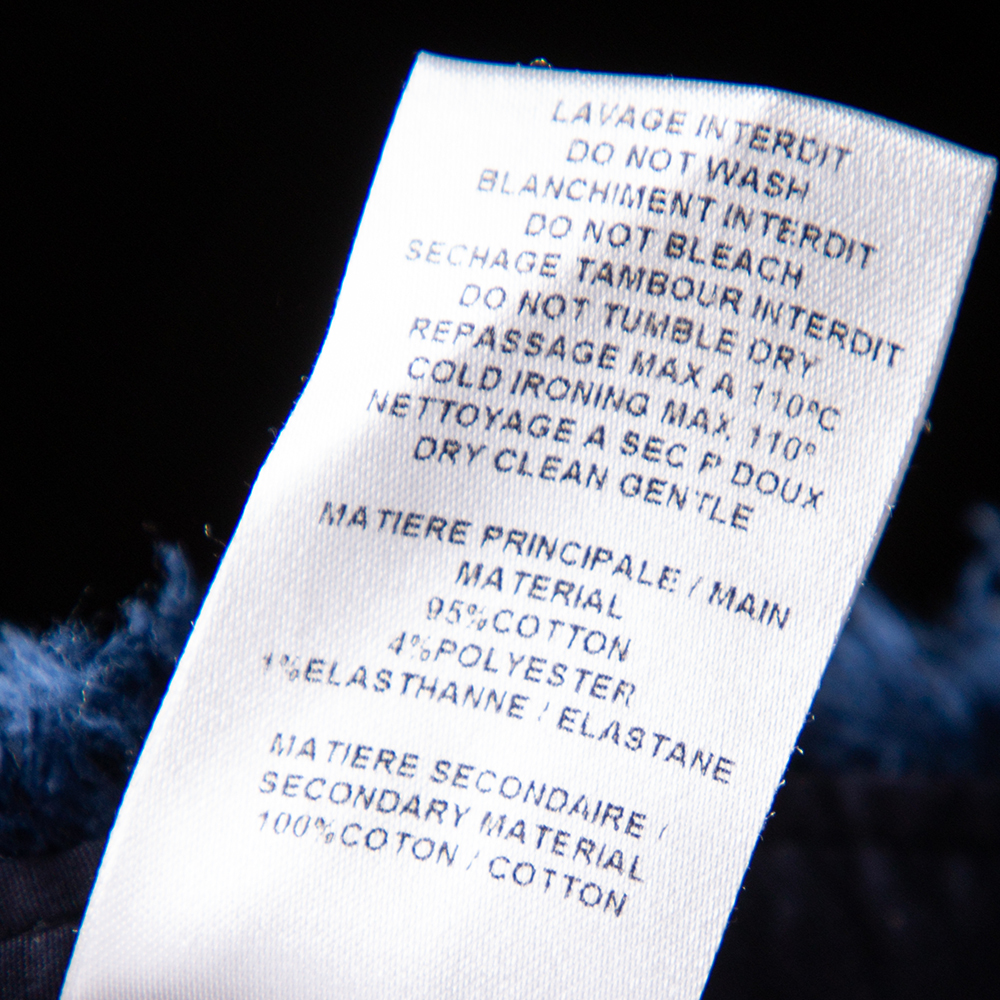 LAVAGE INTERDIT
DO NOT WASH
BLANCHIMENT INTERDIT
DO NOT BLEACH
SECHAGE TAMBOUR INTERDIT
DO NOT TUMBLE DRY
REPASSAGE MAX A 110°C
COLD IRONING MAX. 110°
NETTOYAGE A SEC P DOUX
DRY CLEAN GENTLE
MATIERE PRINCIPALE / MAIN
MATERIAL
95%COTTON
4%POLYESTER
1%ELASTHANNE / ELASTANE
MATIERE SECONDAIRE /
SECONDARY MATERIAL
100%COTON / COTTON